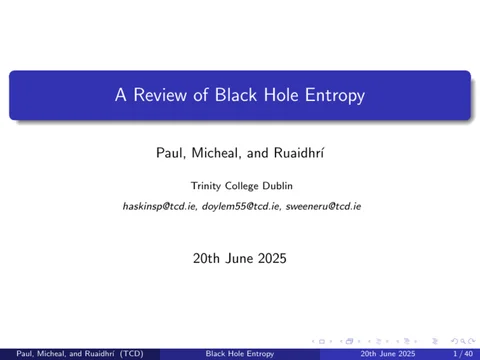 A Review of Black Hole Entropy
Paul, Micheal, and Ruaidhrí
Trinity College Dublin
haskinsp@tcd.ie, doylem55@tcd.ie, sweeneru@tcd.ie
20th June 2025
Paul, Micheal, and Ruaidhrí (TCD) Black Hole Entropy 20th June 2025 1 / 40